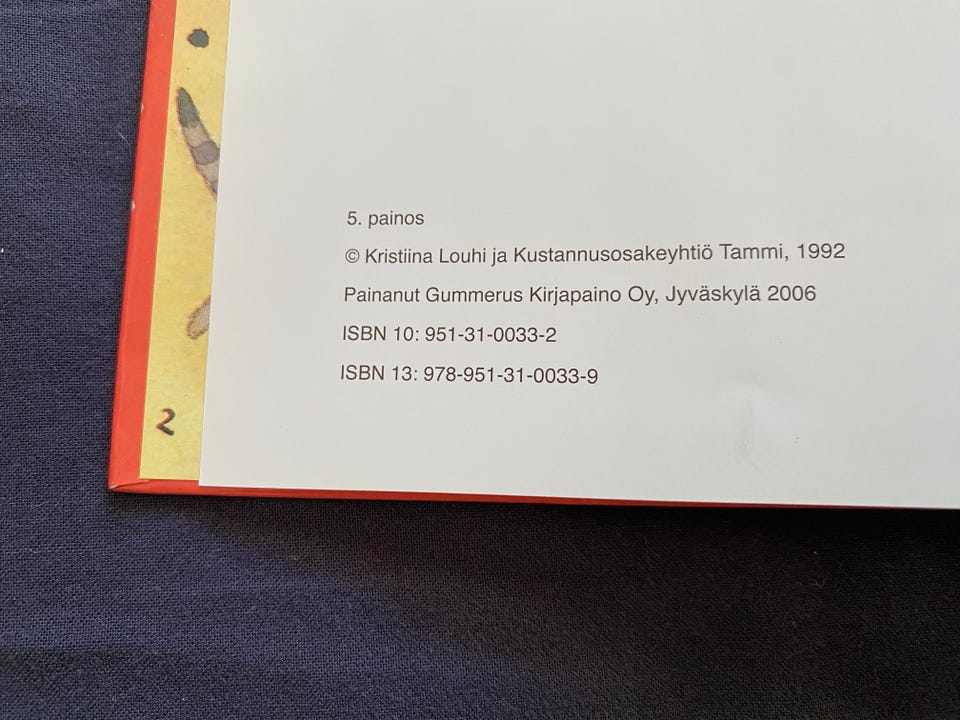 5. painos
© Kristiina Louhi ja Kustannusosakeyhtiö Tammi, 1992
Painanut Gummerus Kirjapaino Oy, Jyväskylä 2006
ISBN 10: 951-31-0033-2
ISBN 13: 978-951-31-0033-9
2